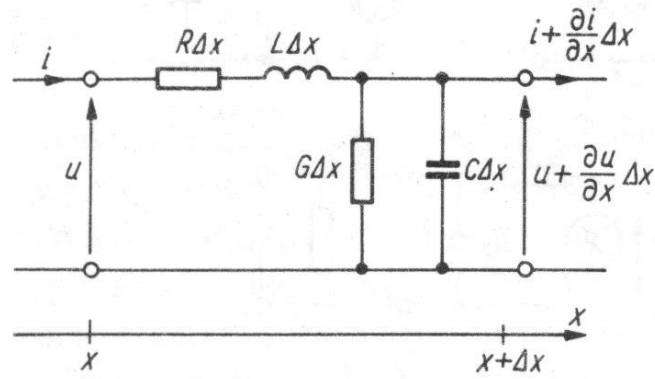 i
RΔx
LΔx
i + ∂i/∂x Δx
u
GΔx
CΔx
u + ∂u/∂x Δx
x
x
x+Δx